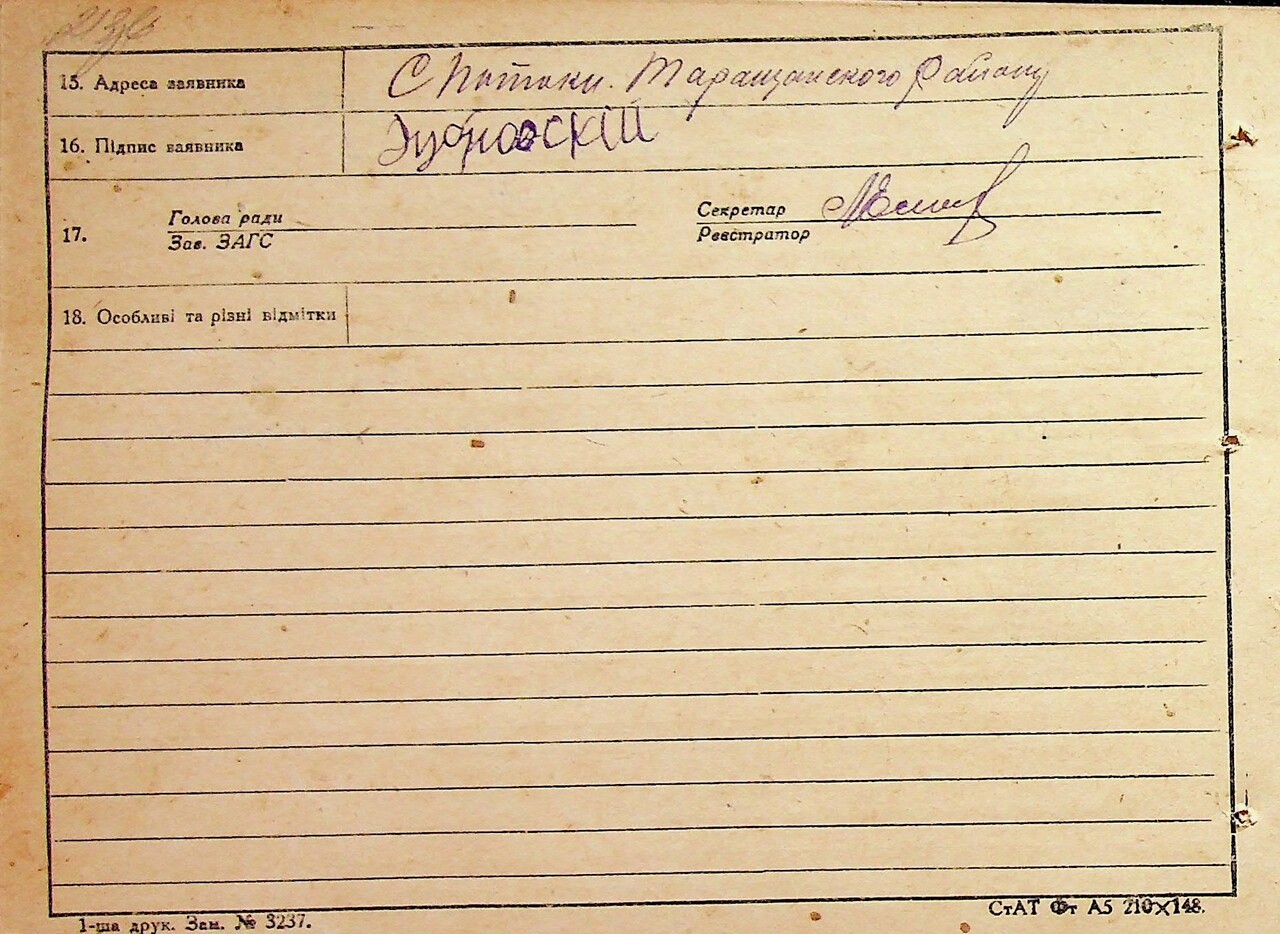 15. Адреса заявника С Потоки. Таращанского Району
16. Підпис заявника
17. Голова ради Секретар
Зав. ЗАГС Реєстратор
18. Особливі та різні відмітки
1-ша друк. Зам. № 3237.
СтАТ Фт А5 210×148.